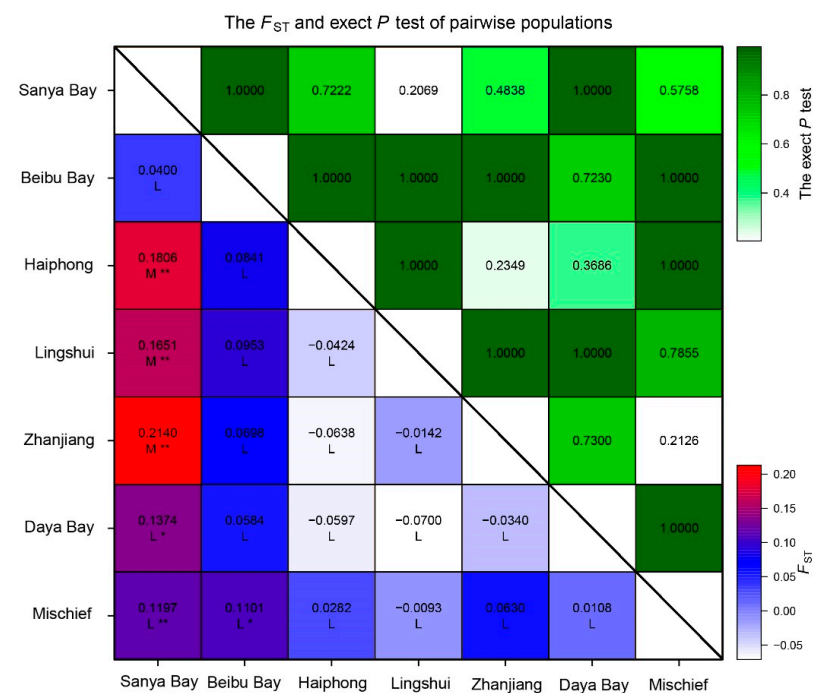 The FST and exect P test of pairwise populations
Sanya Bay 1.0000 0.7222 0.2069 0.4838 1.0000 0.5758
Beibu Bay 0.0400 L 1.0000 1.0000 1.0000 0.7230 1.0000
Haiphong 0.1806 M ** 0.0841 L 1.0000 0.2349 0.3686 1.0000
Lingshui 0.1651 M ** 0.0953 L −0.0424 L 1.0000 1.0000 0.7855
Zhanjiang 0.2140 M ** 0.0698 L −0.0638 L −0.0142 L 0.7300 0.2126
Daya Bay 0.1374 L * 0.0584 L −0.0597 L −0.0700 L −0.0340 L 1.0000
Mischief 0.1197 L ** 0.1101 L * 0.0282 L −0.0093 L 0.0630 L 0.0108 L
Sanya Bay Beibu Bay Haiphong Lingshui Zhanjiang Daya Bay Mischief
0.8
0.6
0.4
The exect P test
0.20
0.15
0.10
0.05
0.00
−0.05
FST